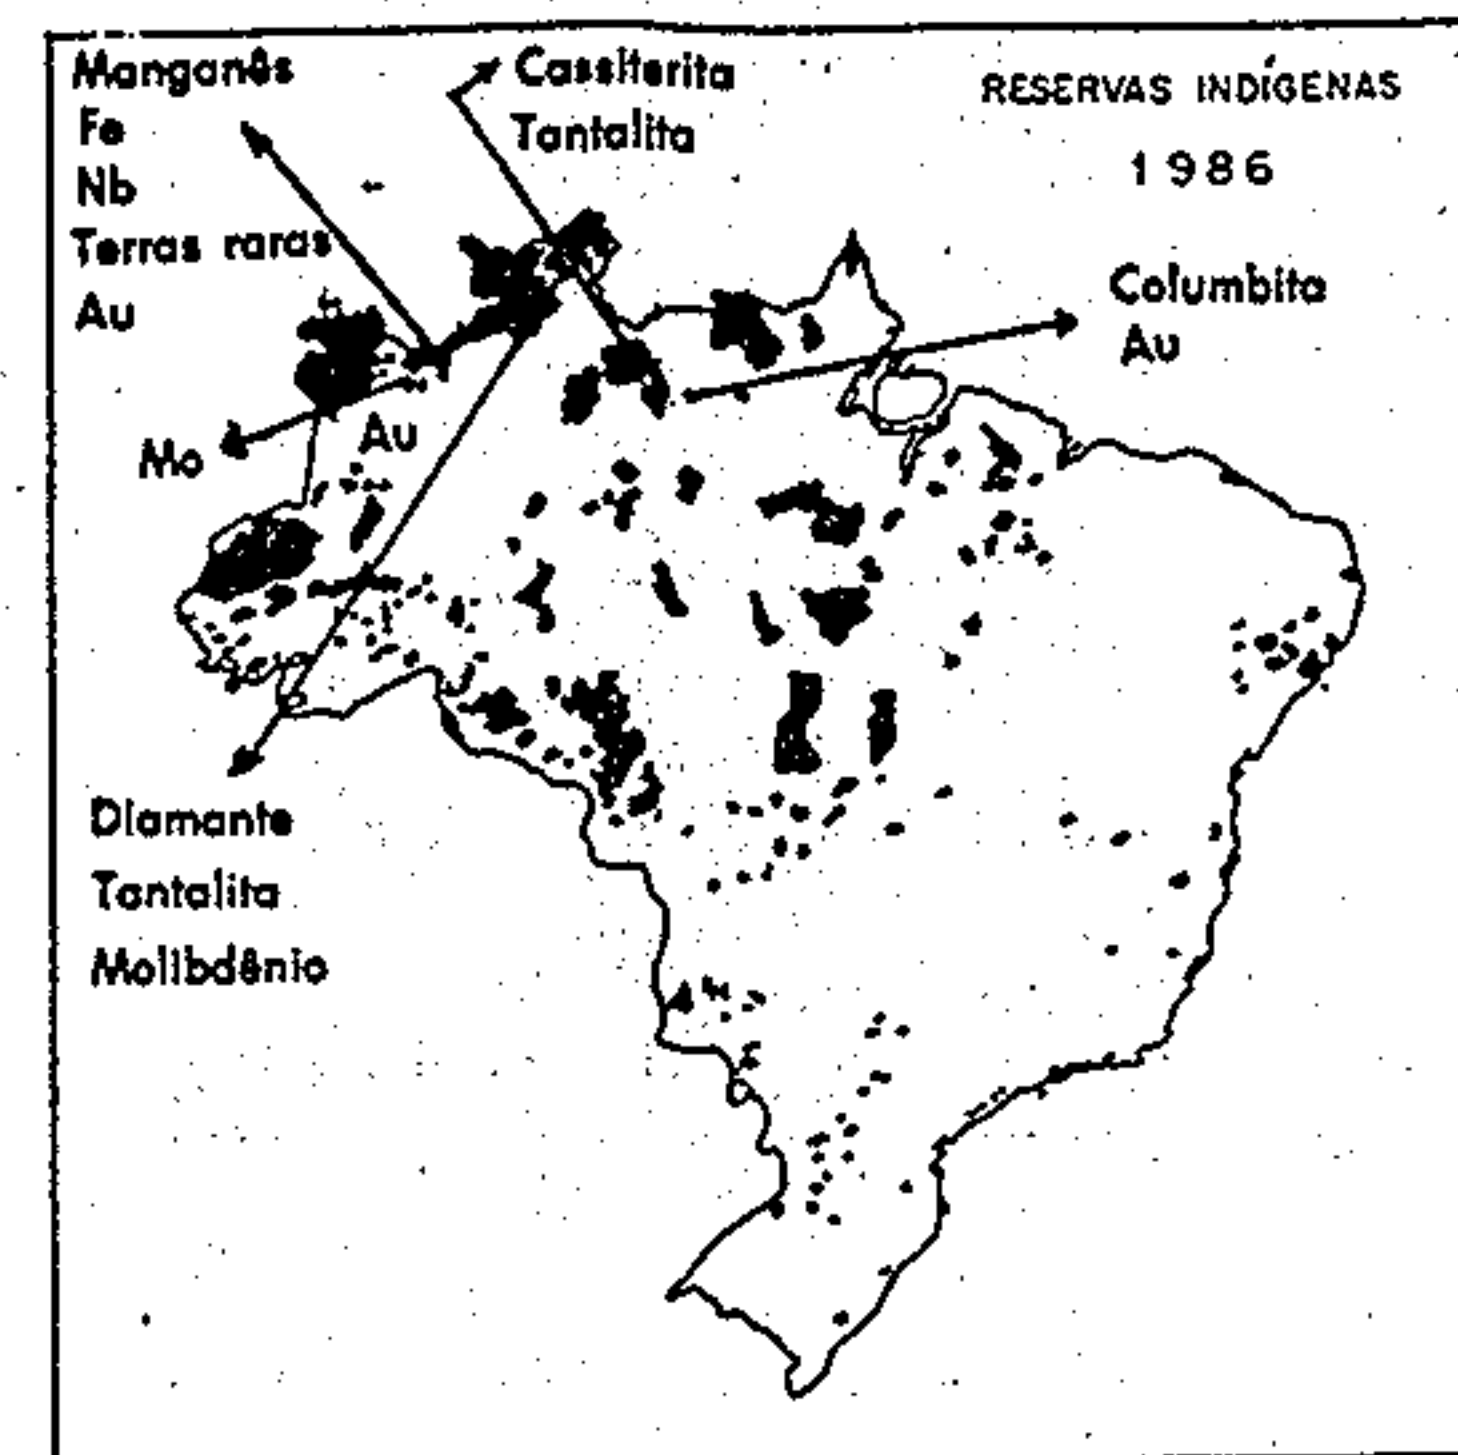 Manganês
Fe
Nb
Terras raras
Au
Cassiterita
Tantalita
RESERVAS INDÍGENAS
1986
Columbita
Au
Mo
Au
Diamante
Tantalita
Molibdênio